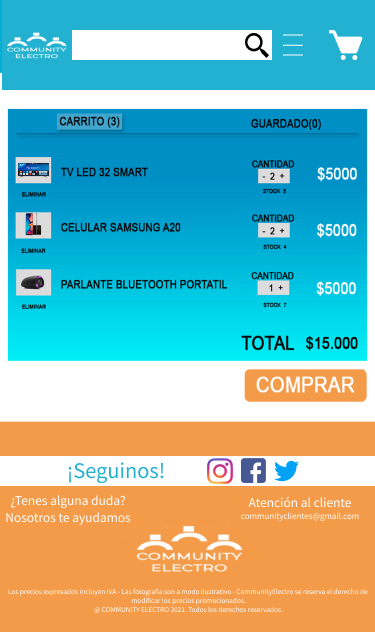 COMMUNITY
ELECTRO
CARRITO (3)
GUARDADO(0)
TV LED 32 SMART
CANTIDAD
- 2 +
$5000
ELIMINAR
STOCK 5
CELULAR SAMSUNG A20
CANTIDAD
- 2 +
$5000
ELIMINAR
STOCK 4
PARLANTE BLUETOOTH PORTATIL
CANTIDAD
1 +
$5000
ELIMINAR
STOCK 7
TOTAL $15.000
COMPRAR
¡Seguinos!
¿Tenes alguna duda?
Nosotros te ayudamos
Atención al cliente
communityclientes@gmail.com
COMMUNITY
ELECTRO
Los precios expresados incluyen IVA - Las fotografia son a modo ilustrativo - CommunityElectro se reserva el derecho de
modificar los precios promocionados.
@ COMMUNITY ELECTRO 2021. Todos los derechos reservados.